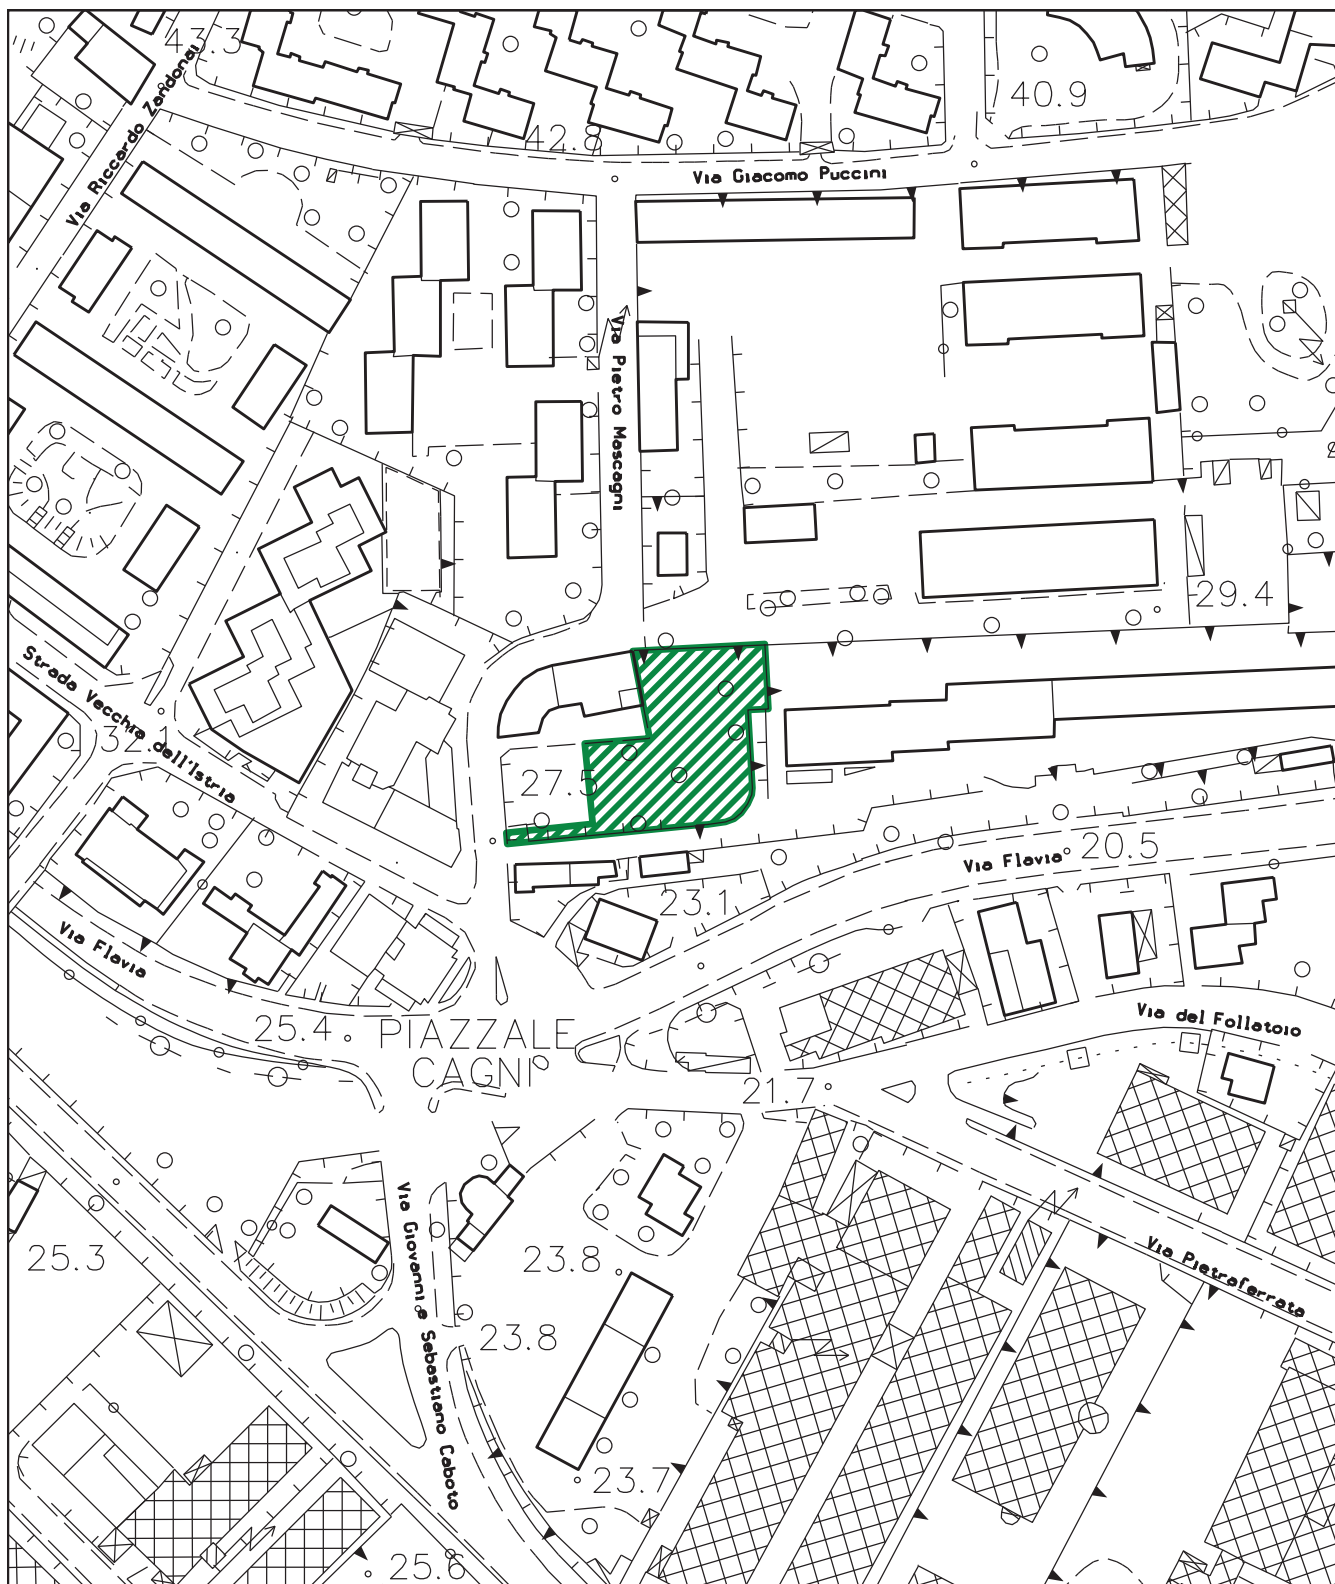 43.3
Via Riccardo Zandonai
42.8
40.9
Via Giacomo Puccini
Via Pietro Mascagni
29.4
Strada Vecchia dell'Istria
32.1
27.5
Via Flavia
20.5
23.1
Via Flavia
25.4
PIAZZALE
CAGNI
21.7
Via del Follatoio
25.3
Via Giovanni e Sebastiano Caboto
23.8
23.8
Via Pietraferrata
23.7
25.6